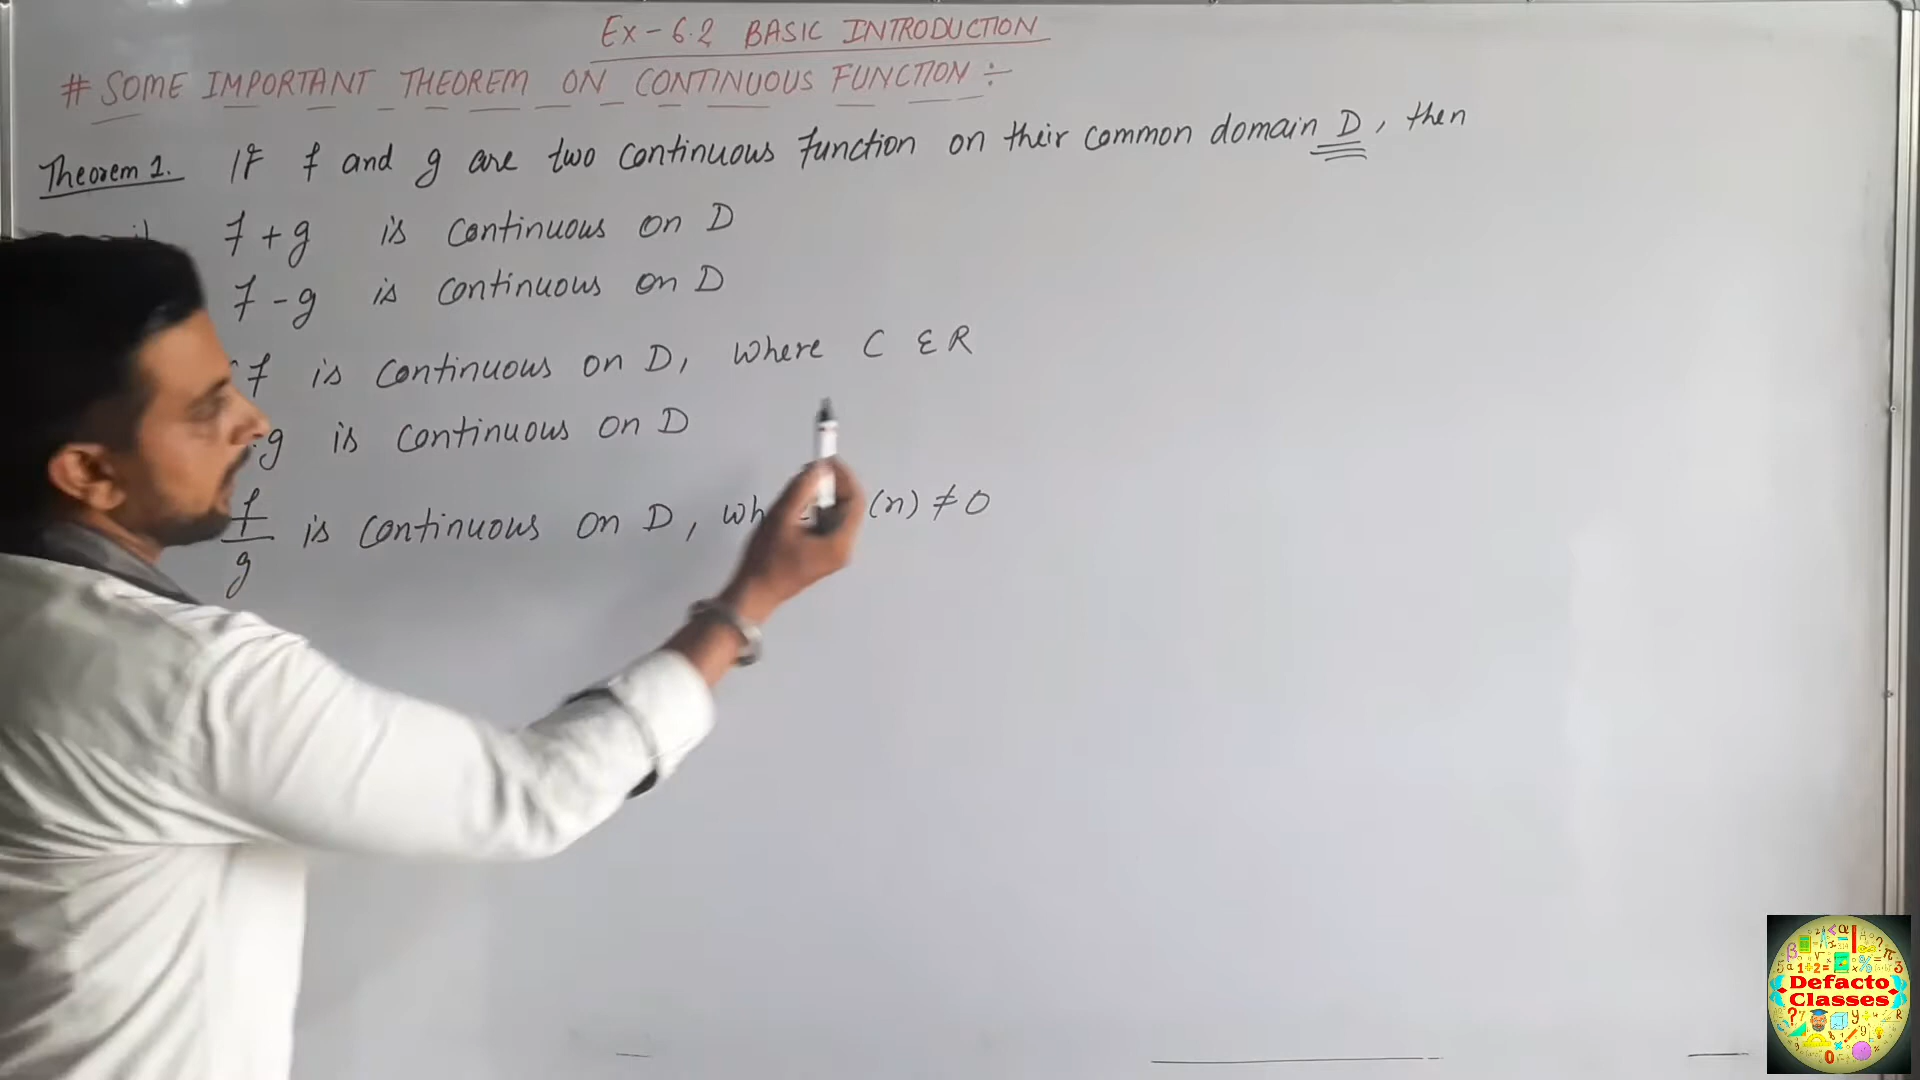 Ex-6.2 BASIC INTRODUCTION
# SOME IMPORTANT THEOREM ON CONTINUOUS FUNCTION ÷
Theorem 1. IF f and g are two continuous function on their common domain D, then
f+g is continuous on D
f-g is continuous on D
f is continuous on D, where C ε R
.g is continuous on D
f/g is continuous on D, (n) ≠ 0
Defacto
Classes